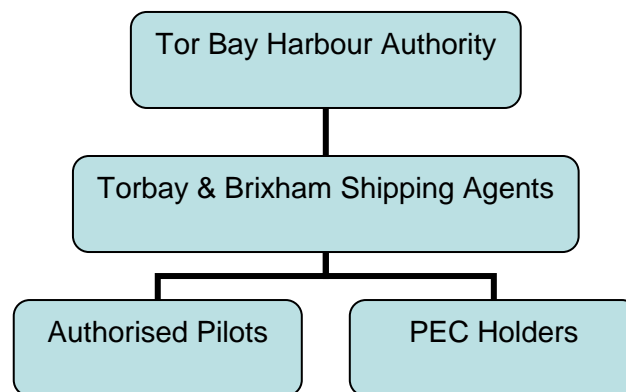 Tor Bay Harbour Authority
Torbay & Brixham Shipping Agents
Authorised Pilots
PEC Holders